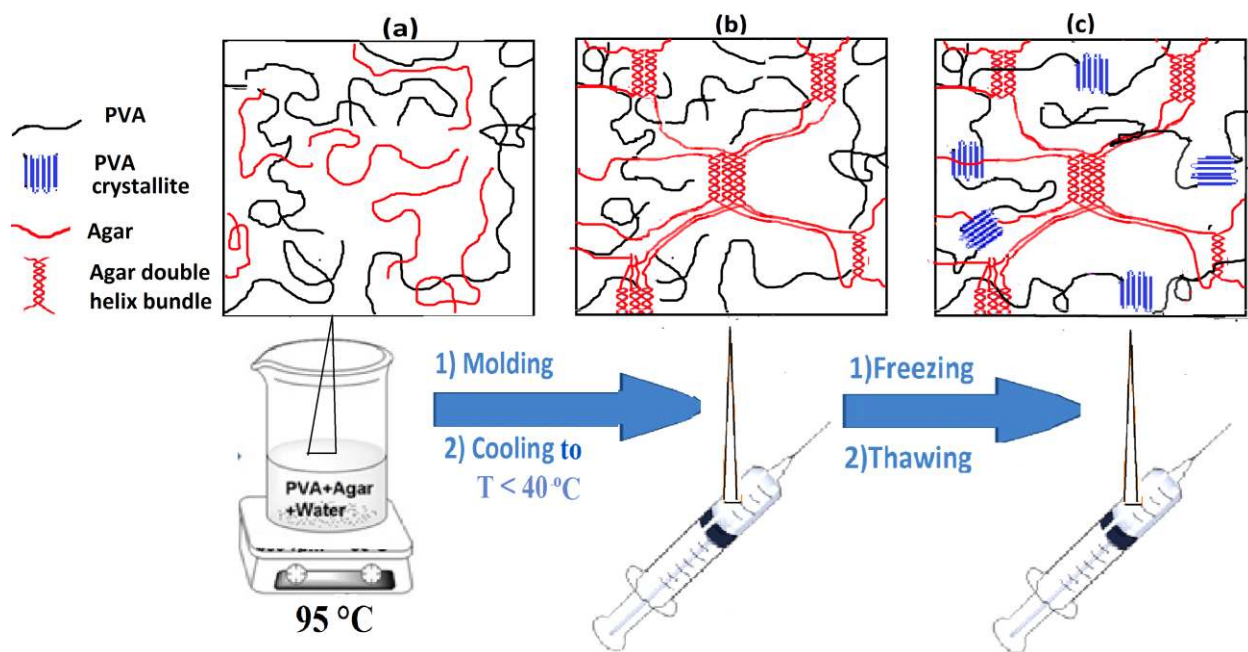 (a)
(b)
(c)
PVA
PVA
crystallite
Agar
Agar double
helix bundle
PVA+Agar
+Water
95 °C
1) Molding
2) Cooling to
T < 40 °C
1)Freezing
2)Thawing